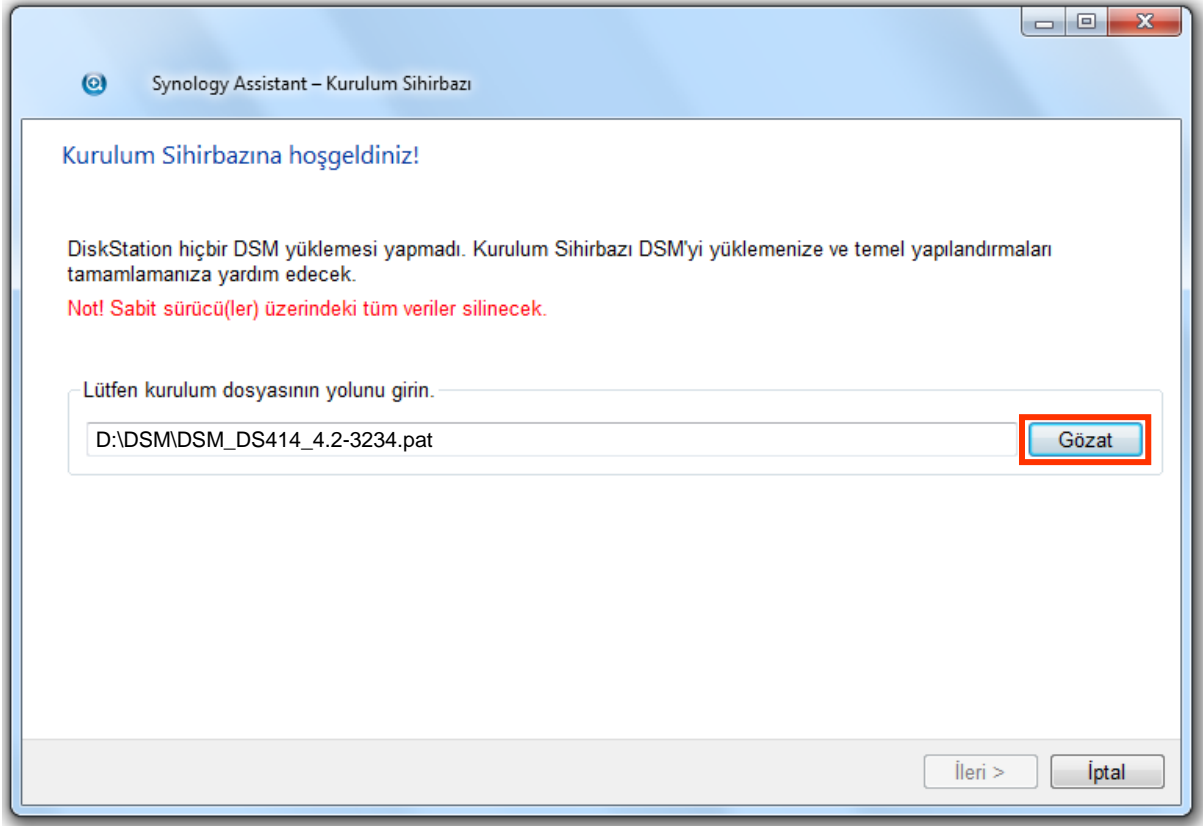 Synology Assistant – Kurulum Sihirbazı
Kurulum Sihirbazına hoşgeldiniz!
DiskStation hiçbir DSM yüklemesi yapmadı. Kurulum Sihirbazı DSM'yi yüklemenize ve temel yapılandırmaları
tamamlamanıza yardım edecek.
Not! Sabit sürücü(ler) üzerindeki tüm veriler silinecek.
Lütfen kurulum dosyasının yolunu girin.
D:\DSM\DSM_DS414_4.2-3234.pat
Gözat
İleri >
İptal